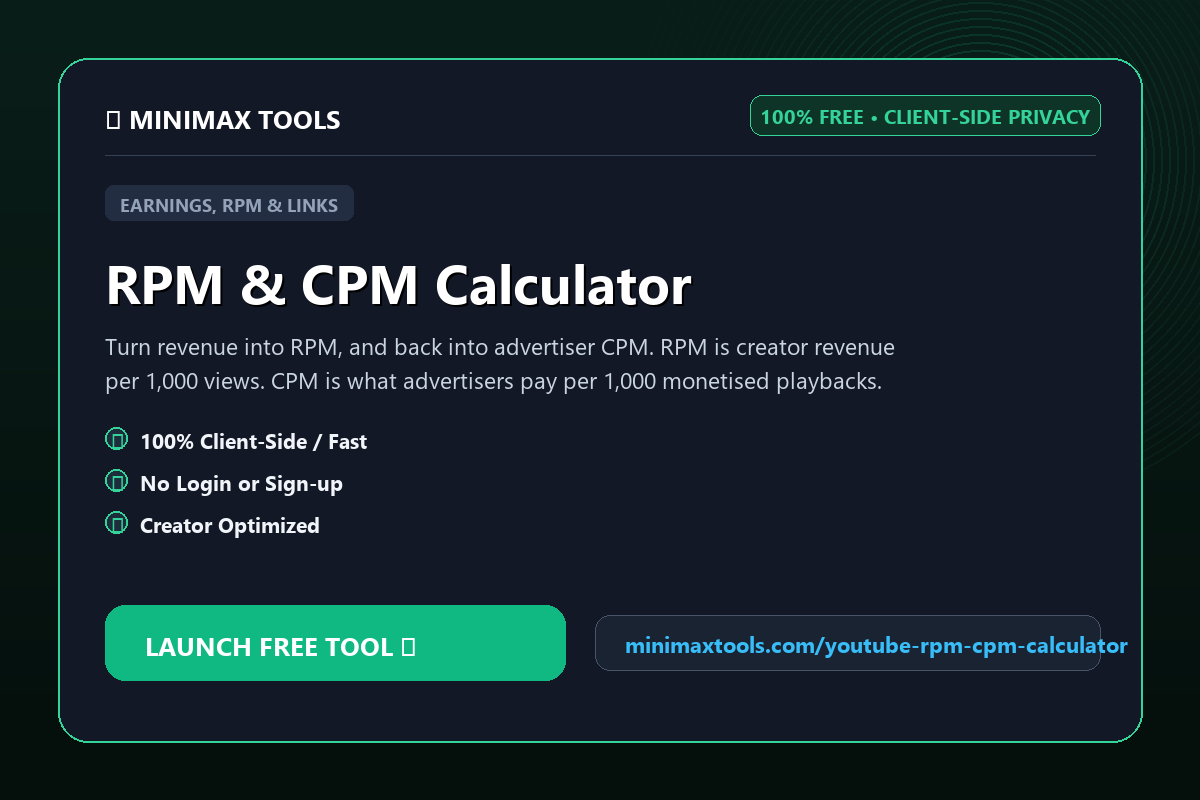 MINIMAX TOOLS
100% FREE • CLIENT-SIDE PRIVACY
EARNINGS, RPM & LINKS
RPM & CPM Calculator
Turn revenue into RPM, and back into advertiser CPM. RPM is creator revenue
per 1,000 views. CPM is what advertisers pay per 1,000 monetised playbacks.
100% Client-Side / Fast
No Login or Sign-up
Creator Optimized
LAUNCH FREE TOOL
minimaxtools.com/youtube-rpm-cpm-calculator